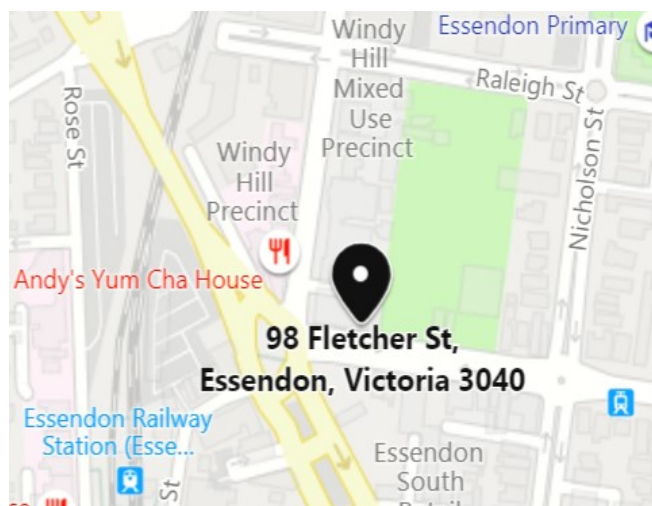 Windy
Hill
Mixed
Use
Precinct
Essendon Primary
Raleigh St
Rose St
Nicholson St
Windy
Hill
Precinct
Andy's Yum Cha House
98 Fletcher St,
Essendon, Victoria 3040
Essendon Railway
Station (Esse...
Essendon
South
St